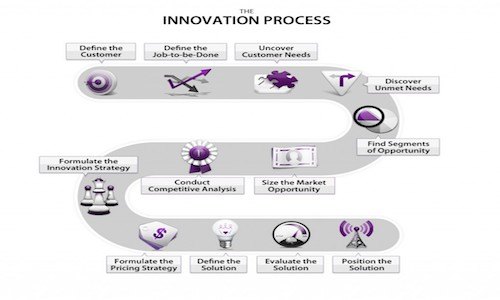 THE
INNOVATION PROCESS
Define the
Customer
Define the
Job-to-be-Done
Uncover
Customer Needs
Discover
Unmet Needs
Find Segments
of Opportunity
Size the Market
Opportunity
Conduct
Competitive Analysis
Formulate the
Innovation Strategy
$
Formulate the
Pricing Strategy
Define the
Solution
Evaluate the
Solution
Position the
Solution